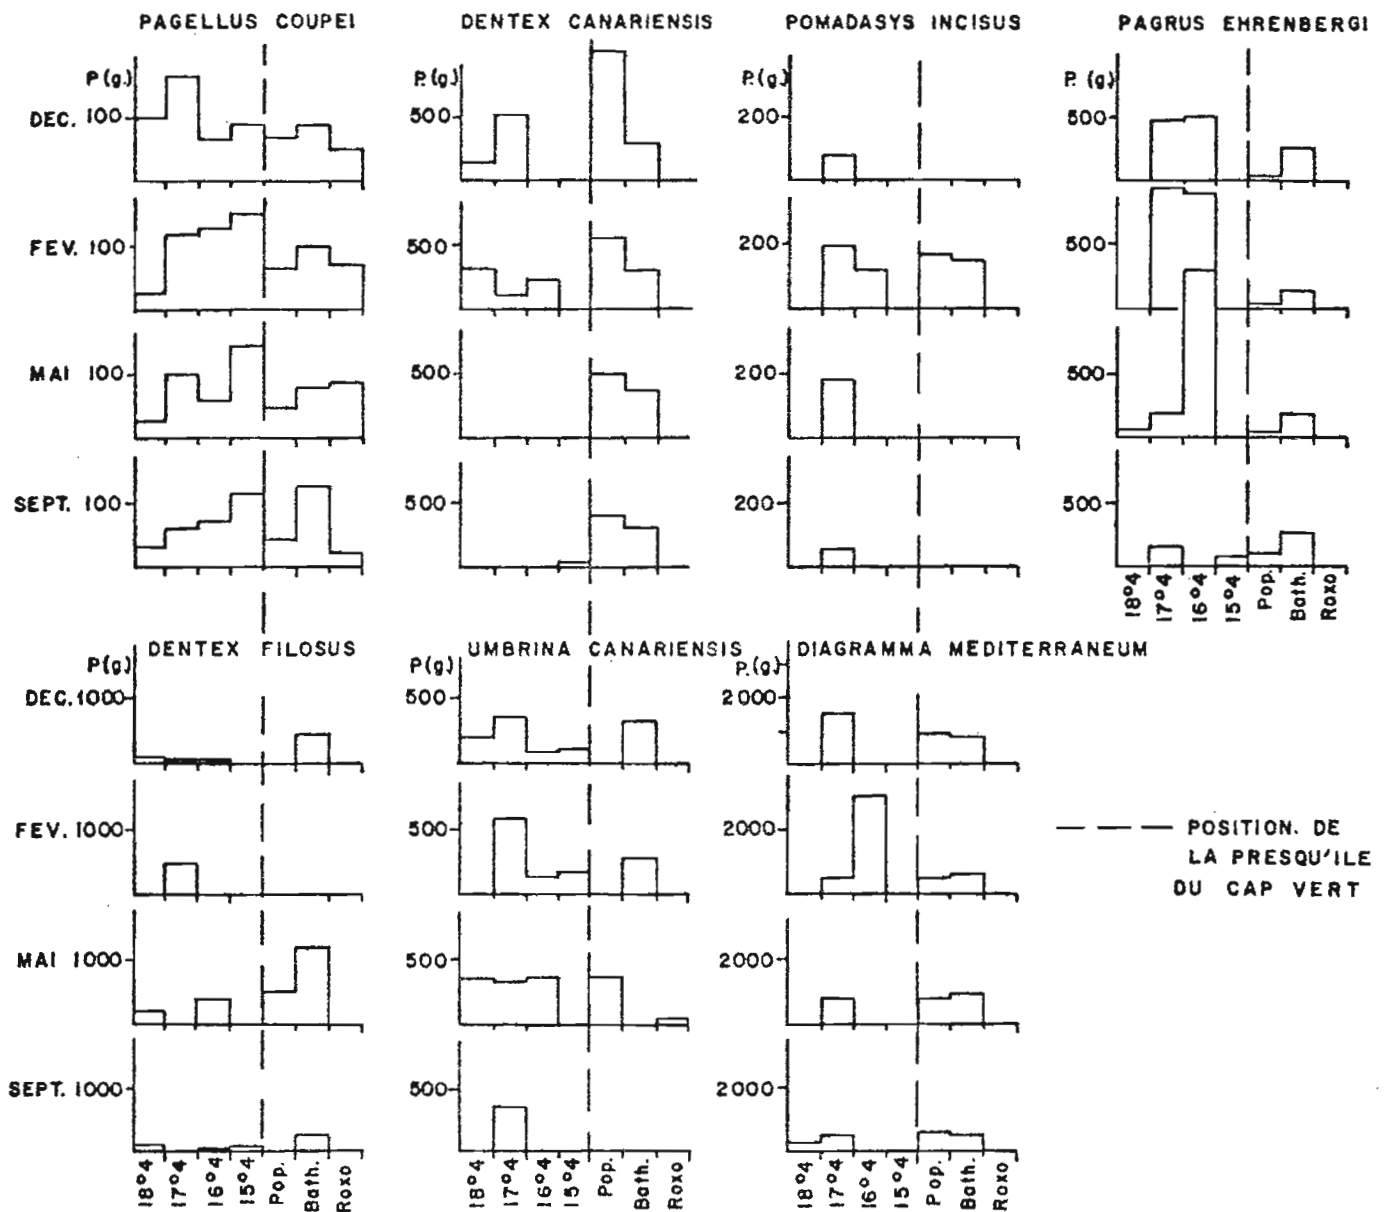 PAGELLUS COUPEI DENTEX CANARIENSIS POMADASYS INCISUS PAGRUS EHRENBERGI
P(g.) P.(g.) P.(g.) P.(g.)
DEC. 100 500 200 500
FEV. 100 500 200 500
MAI 100 500 200 500
SEPT. 100 500 200 500
18°4 17°4 16°4 15°4 Pop. Bath. Roxo
DENTEX FILOSUS UMBRINA CANARIENSIS DIAGRAMMA MEDITERRANEUM
P(g.) P(g.) P.(g.)
DEC. 1000 500 2000
FEV. 1000 500 2000
MAI 1000 500 2000
SEPT. 1000 500 2000
18°4 17°4 16°4 15°4 Pop. Bath. Roxo 18°4 17°4 16°4 15°4 Pop. Bath. Roxo 18°4 17°4 16°4 15°4 Pop. Bath. Roxo
POSITION. DE
LA PRESQU'ILE
DU CAP VERT